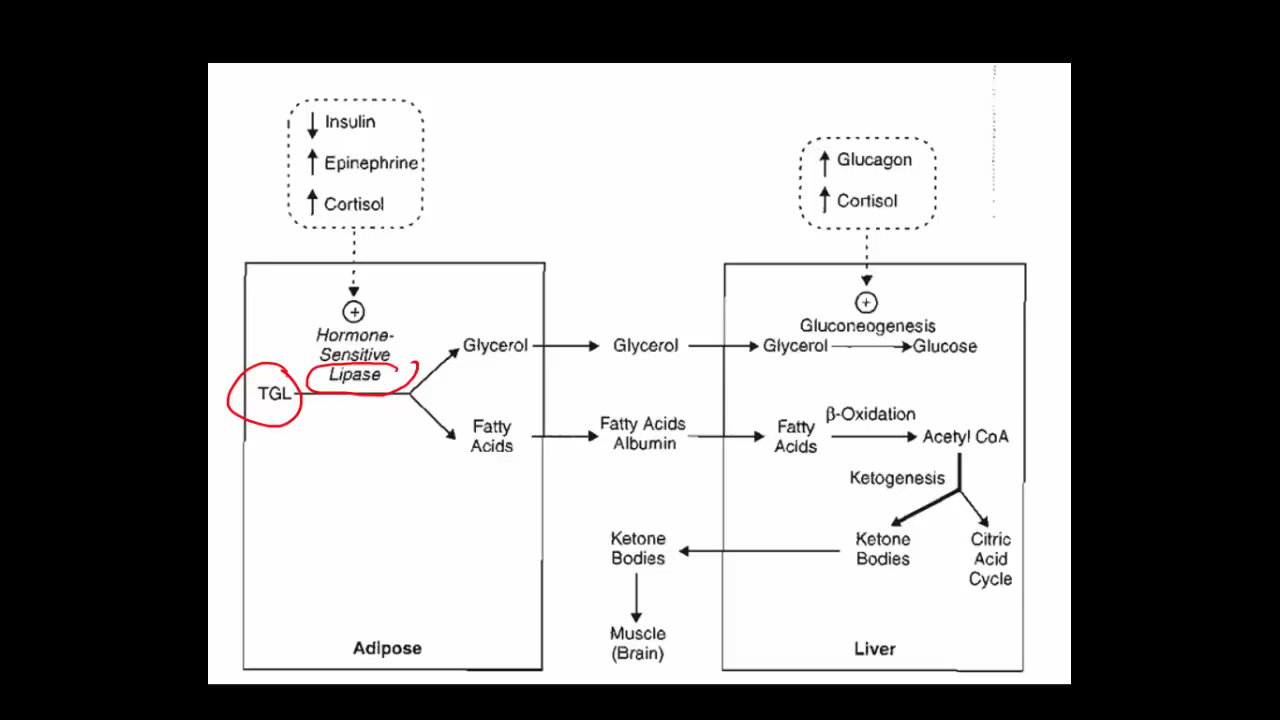 ↓ Insulin
↑ Epinephrine
↑ Cortisol
↑ Glucagon
↑ Cortisol
+
Hormone-
Sensitive
Lipase
TGL
Glycerol
Fatty
Acids
Adipose
Glycerol
Fatty Acids
Albumin
Ketone
Bodies
Muscle
(Brain)
+
Gluconeogenesis
Glycerol
Glucose
Fatty
Acids
β-Oxidation
Acetyl CoA
Ketogenesis
Ketone
Bodies
Citric
Acid
Cycle
Liver